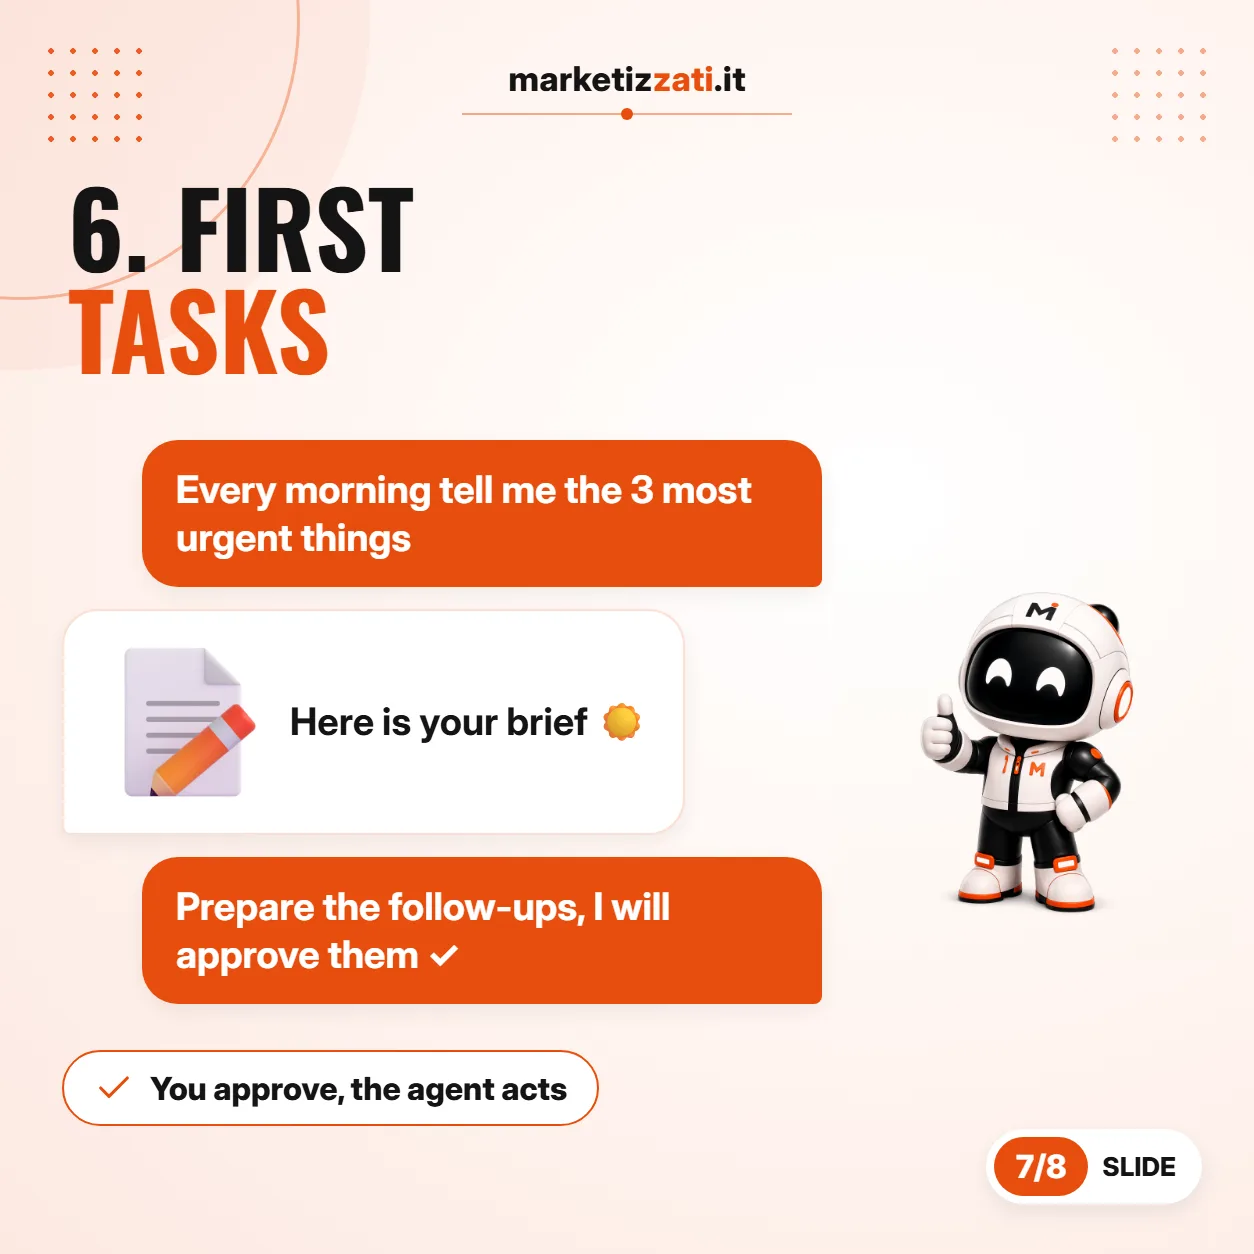 marketizzati.it
6. FIRST
TASKS
Every morning tell me the 3 most
urgent things
Here is your brief
Prepare the follow-ups, I will
approve them ✓
✓ You approve, the agent acts
7/8 SLIDE